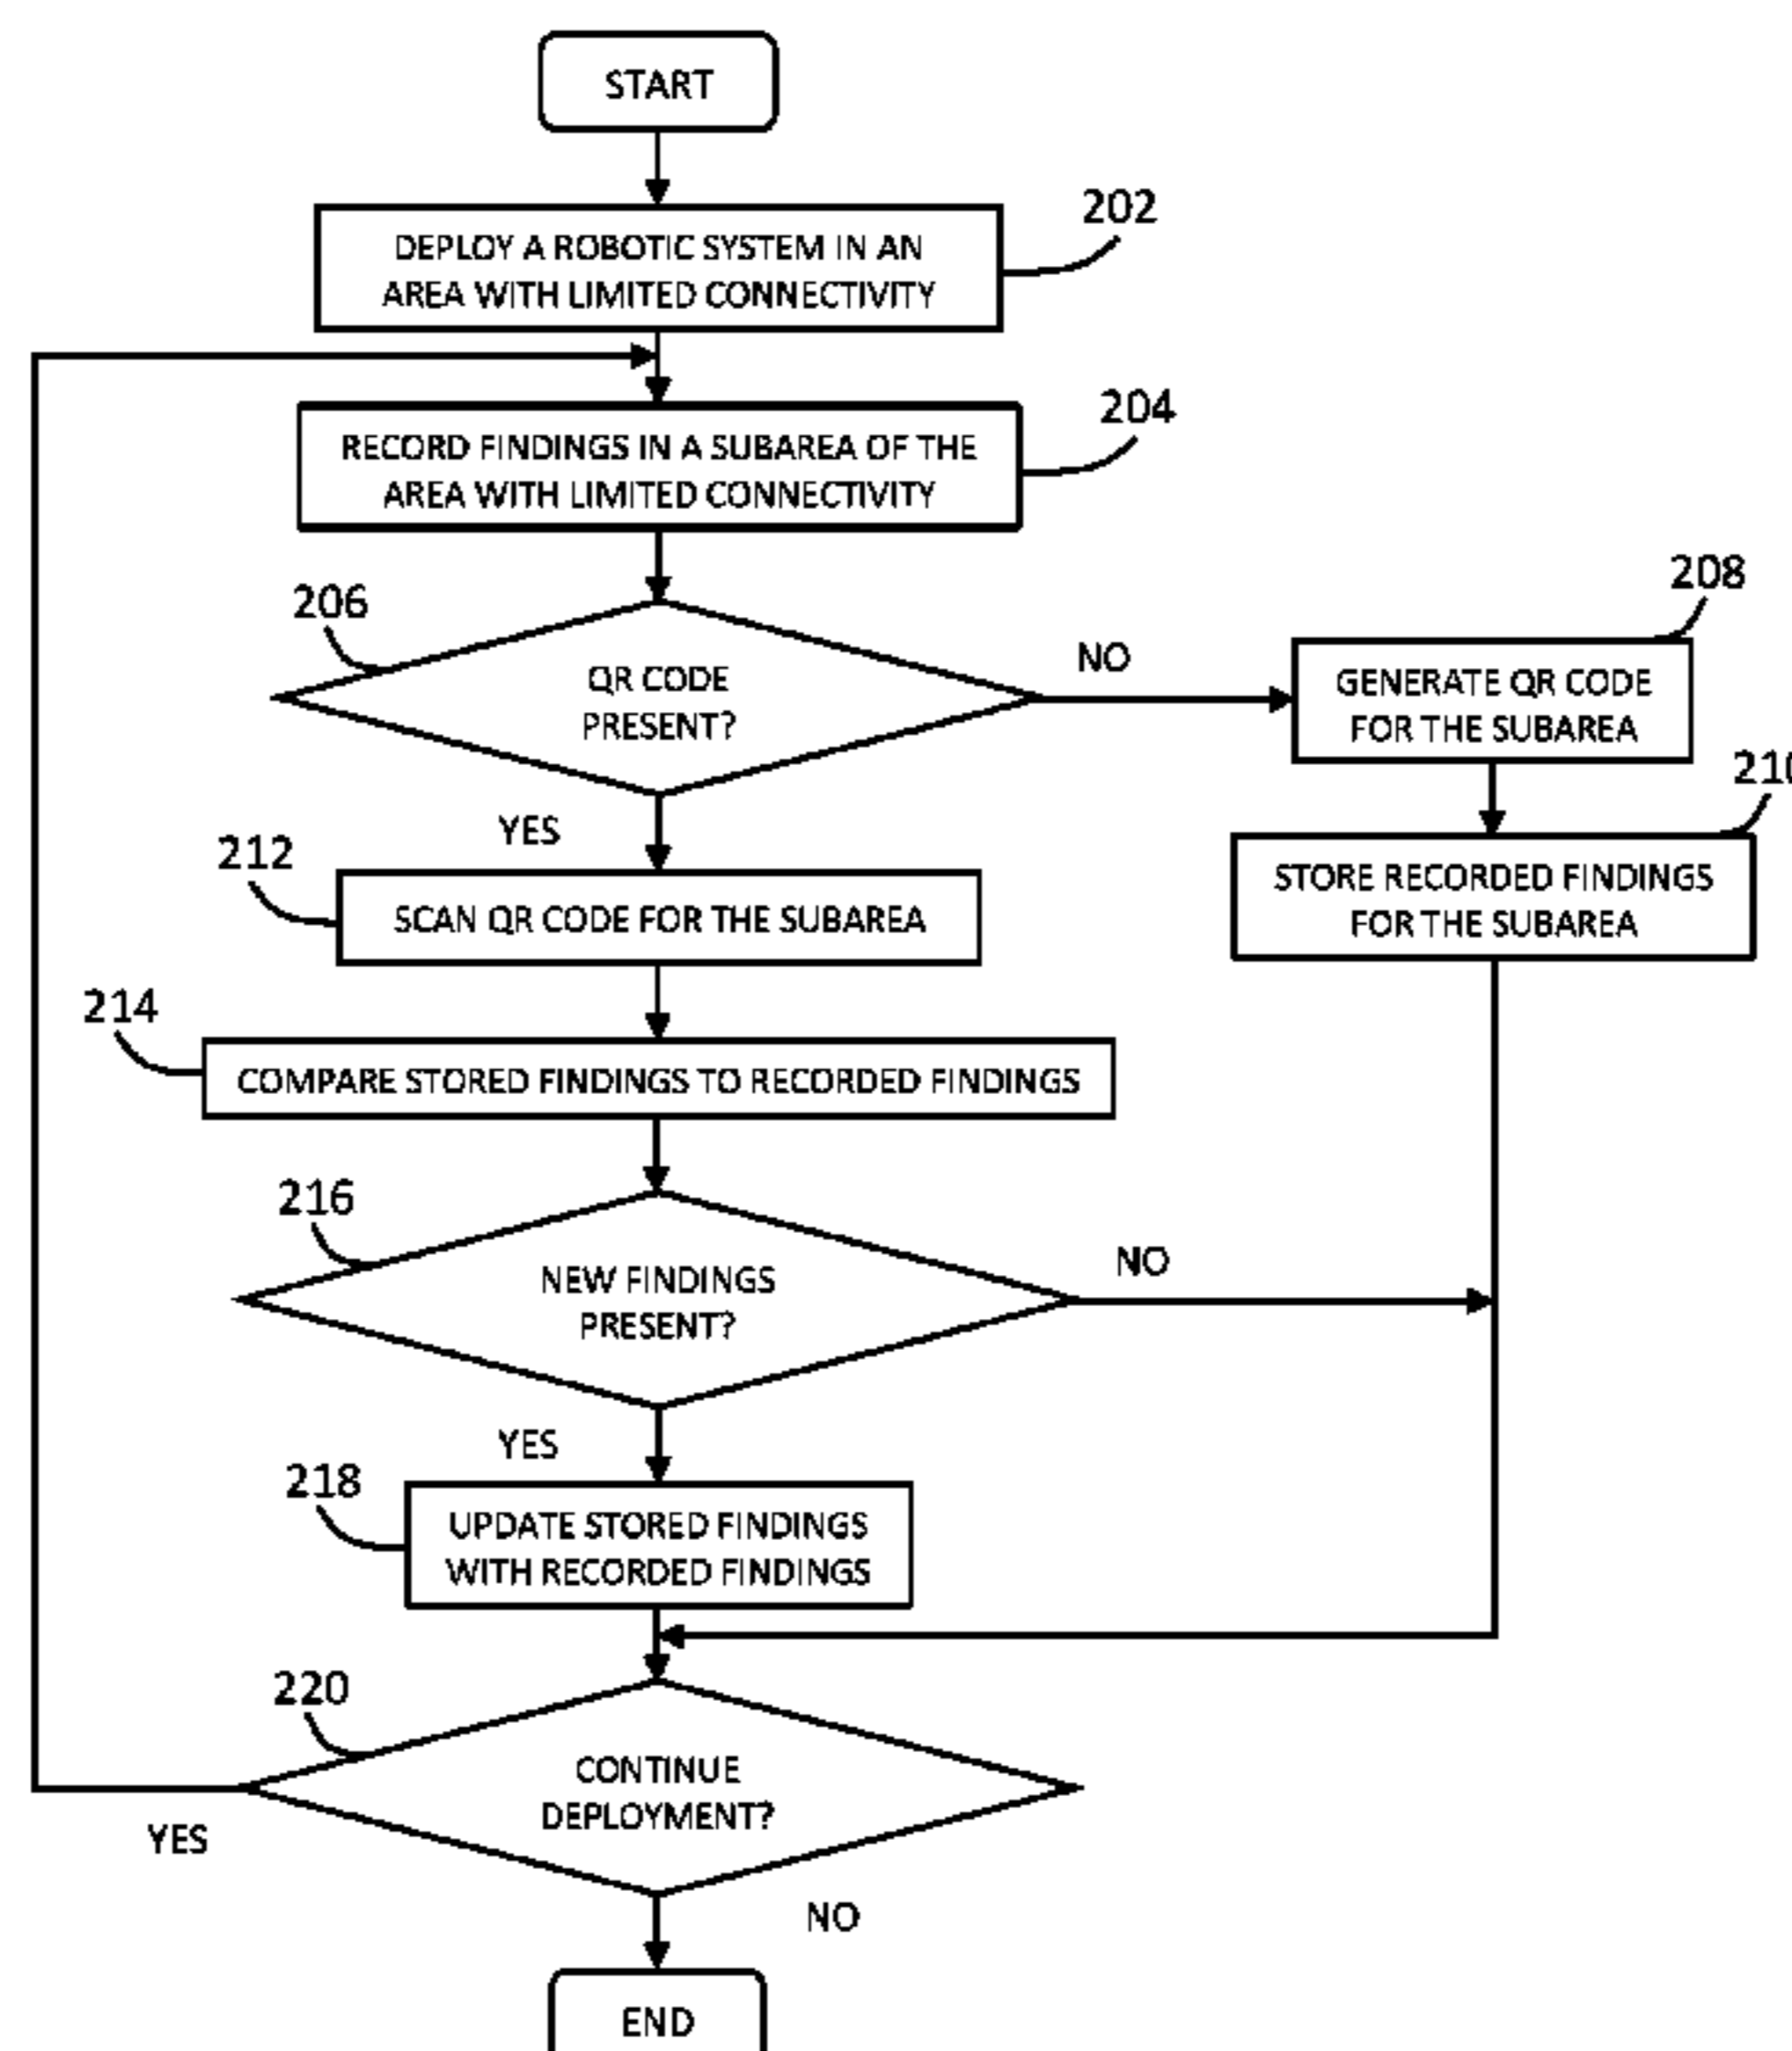 START
202
DEPLOY A ROBOTIC SYSTEM IN AN
AREA WITH LIMITED CONNECTIVITY
204
RECORD FINDINGS IN A SUBAREA OF THE
AREA WITH LIMITED CONNECTIVITY
206
QR CODE
PRESENT?
NO
208
GENERATE QR CODE
FOR THE SUBAREA
210
STORE RECORDED FINDINGS
FOR THE SUBAREA
YES
212
SCAN QR CODE FOR THE SUBAREA
214
COMPARE STORED FINDINGS TO RECORDED FINDINGS
216
NEW FINDINGS
PRESENT?
NO
YES
218
UPDATE STORED FINDINGS
WITH RECORDED FINDINGS
220
CONTINUE
DEPLOYMENT?
YES
NO
END